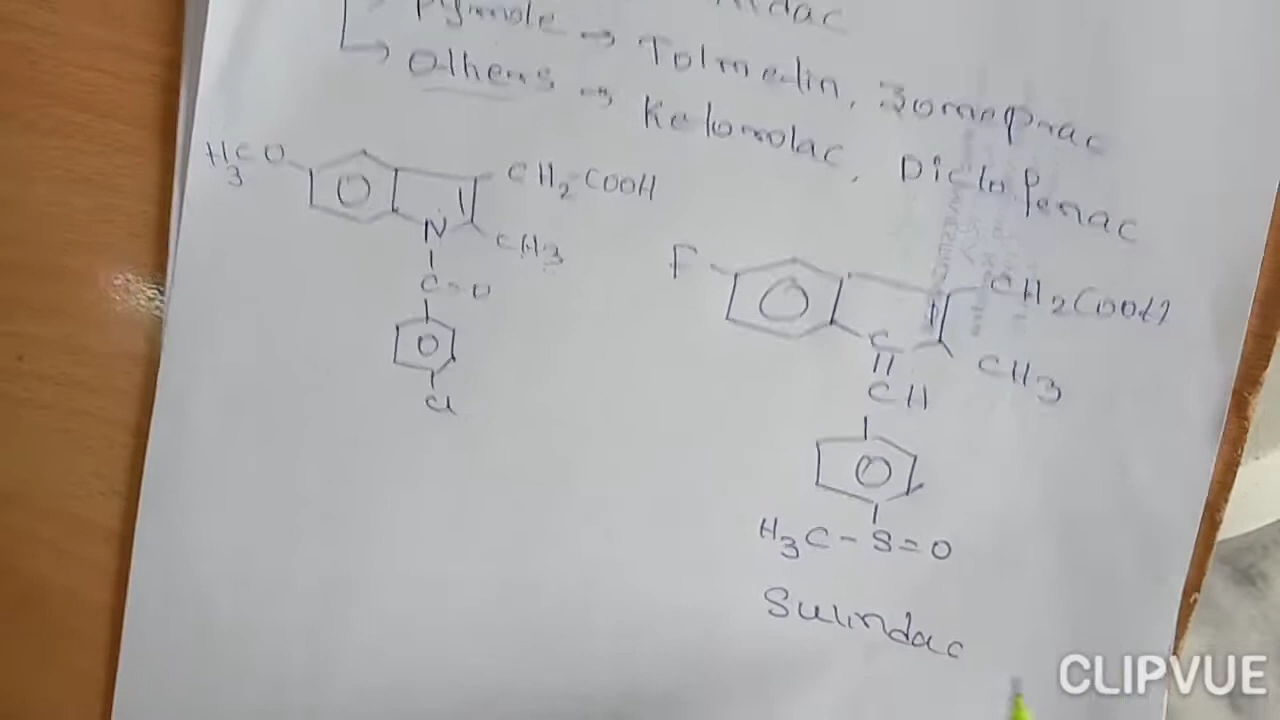 Pyrrole → Tolmetin, Zomepirac
Others → Ketorolac, Diclofenac
H3CO
CH2COOH
N
CH3
C=O
Cl
F
CH2COOH
C
CH3
CH
H3C-S=O
Sulindac
CLIPVUE